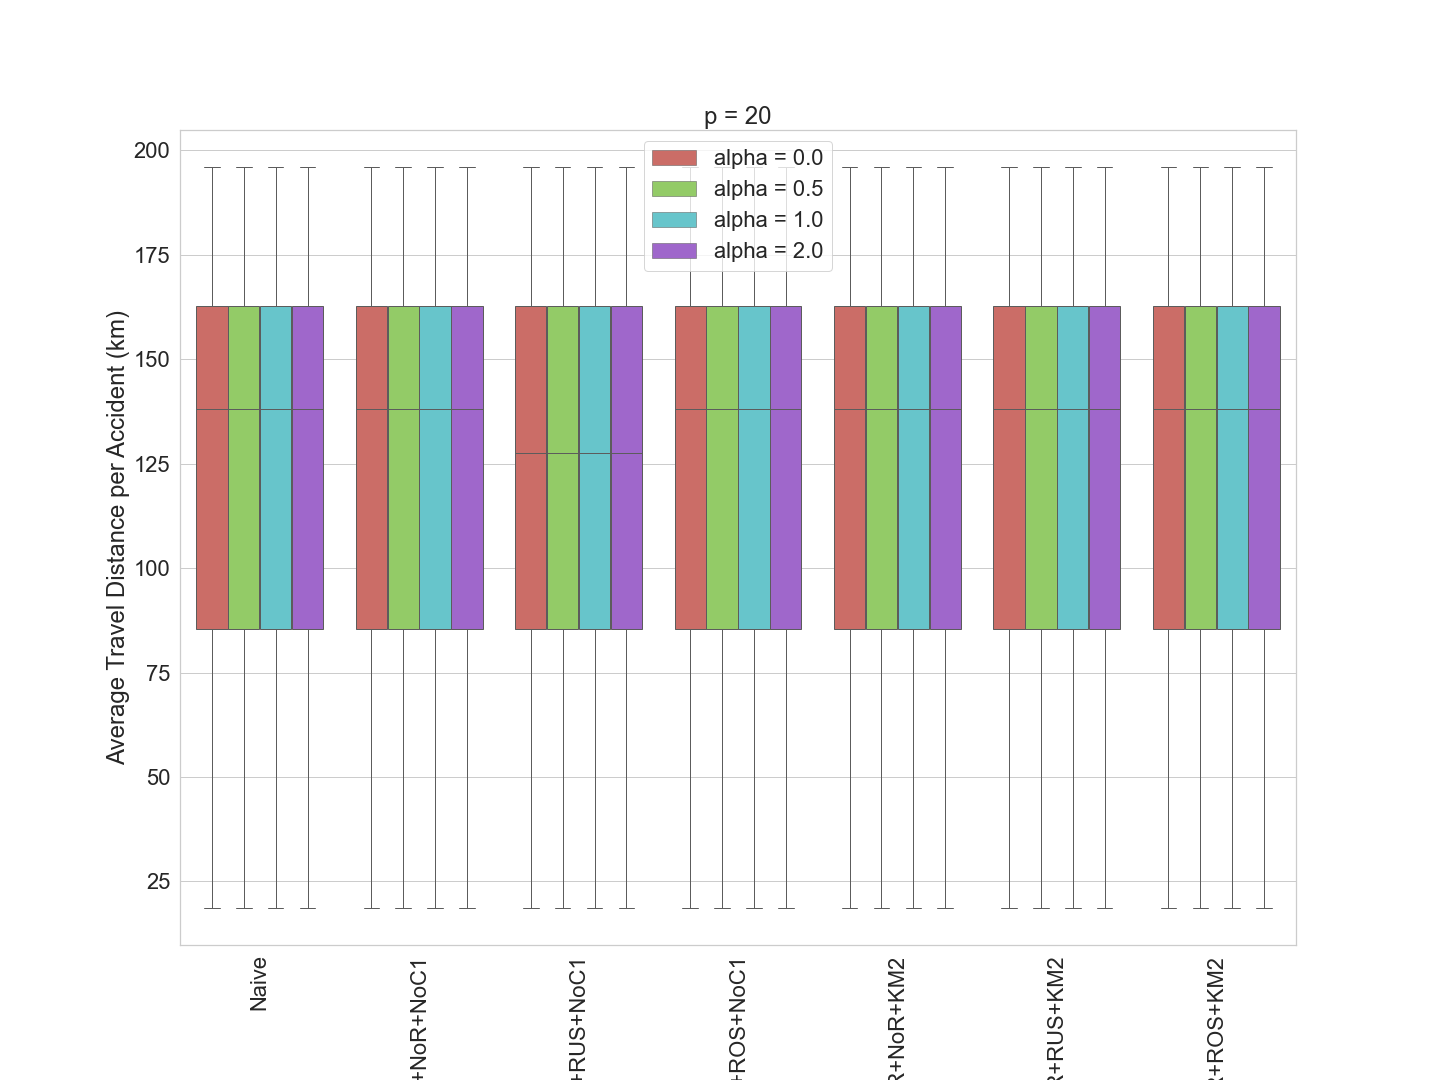 p = 20
alpha = 0.0
alpha = 0.5
alpha = 1.0
alpha = 2.0
Average Travel Distance per Accident (km)
200
175
150
125
100
75
50
25
Naive
+NoR+NoC1
+RUS+NoC1
+ROS+NoC1
R+NoR+KM2
R+RUS+KM2
R+ROS+KM2